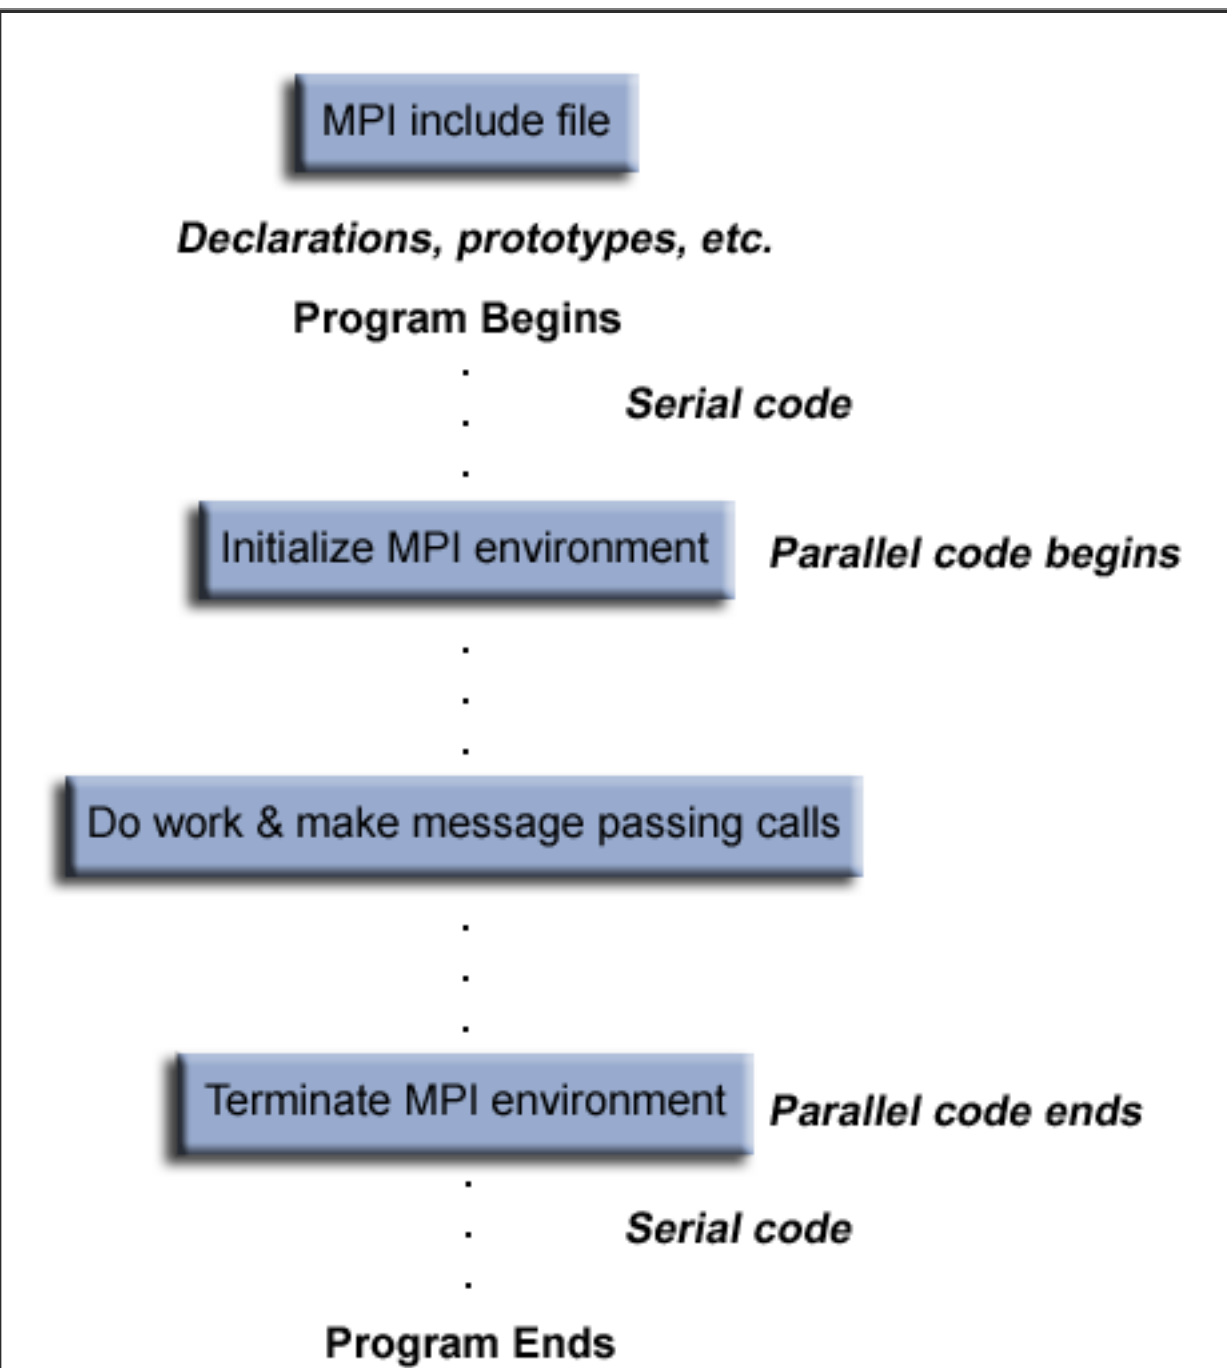 MPI include file
Declarations, prototypes, etc.
Program Begins
Serial code
Initialize MPI environment
Parallel code begins
Do work & make message passing calls
Terminate MPI environment
Parallel code ends
Serial code
Program Ends